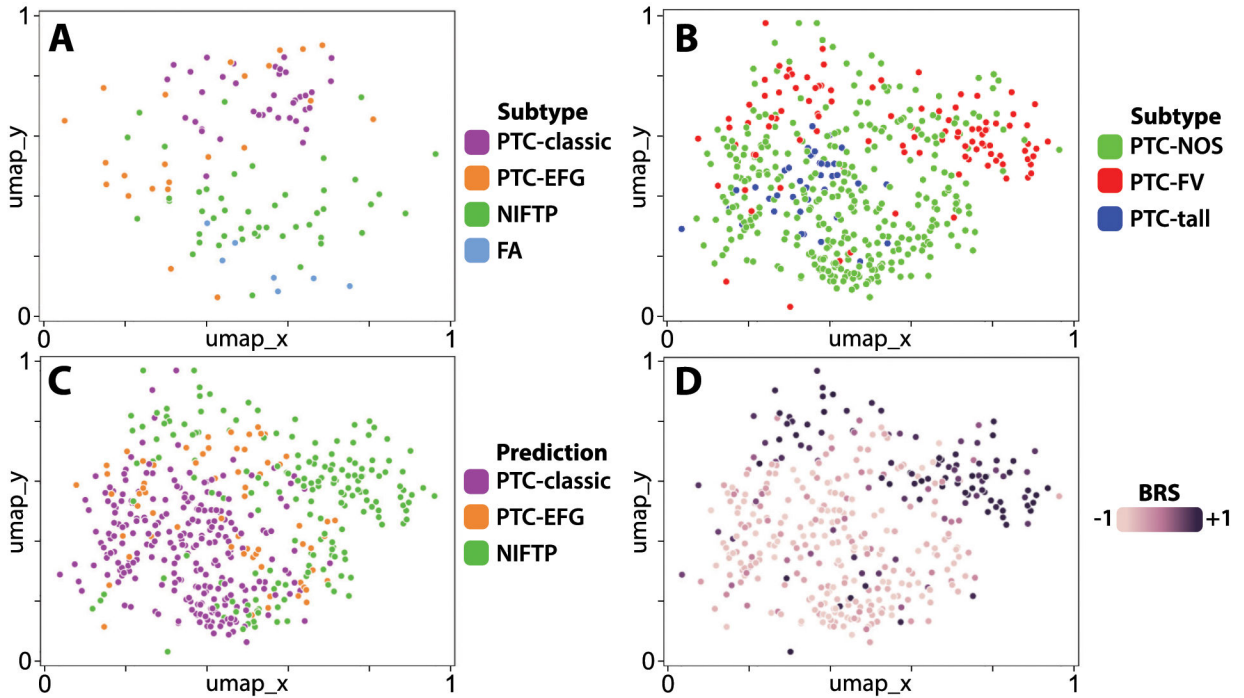 A
1
umap_y
0
0
umap_x
1
Subtype
PTC-classic
PTC-EFG
NIFTP
FA
B
1
umap_y
0
0
umap_x
1
Subtype
PTC-NOS
PTC-FV
PTC-tall
C
1
umap_y
0
0
umap_x
1
Prediction
PTC-classic
PTC-EFG
NIFTP
D
1
umap_y
0
0
umap_x
1
BRS
-1 +1